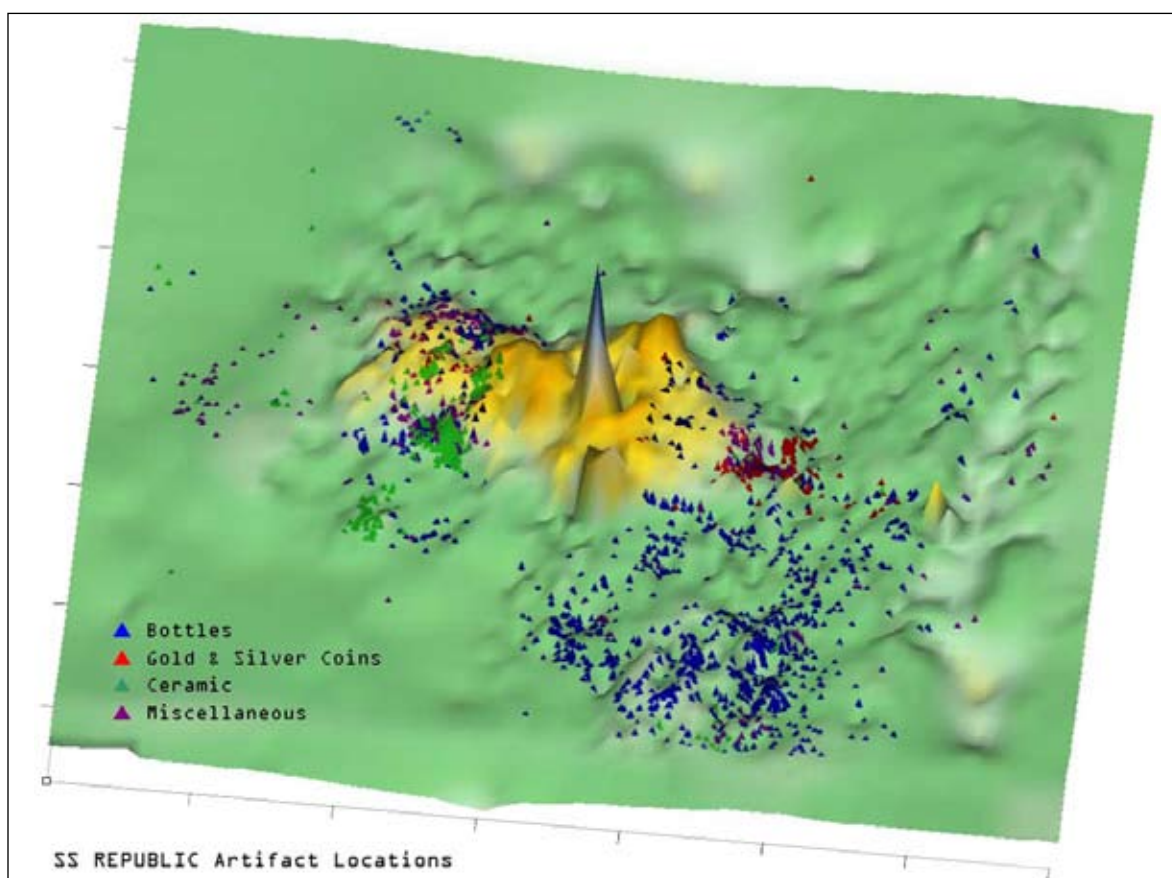 Bottles
Gold & Silver Coins
Ceramic
Miscellaneous
SS REPUBLIC Artifact Locations